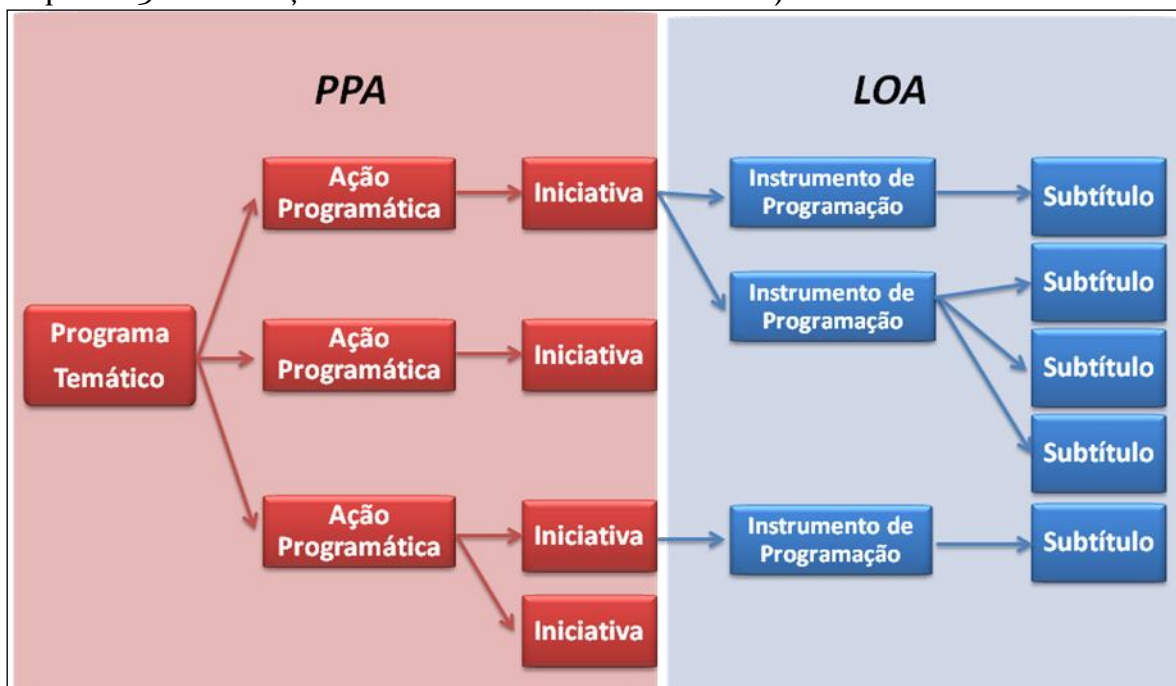 PPA
LOA
Ação
Programática
Iniciativa
Instrumento de
Programação
Subtítulo
Instrumento de
Programação
Subtítulo
Programa
Temático
Ação
Programática
Iniciativa
Subtítulo
Subtítulo
Ação
Programática
Iniciativa
Instrumento de
Programação
Subtítulo
Iniciativa